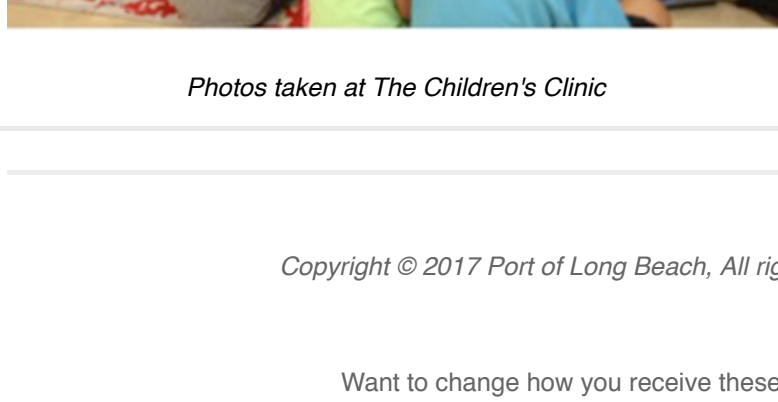 Photos taken at The Children's Clinic
Copyright © 2017 Port of Long Beach, All
Want to change how you receive these